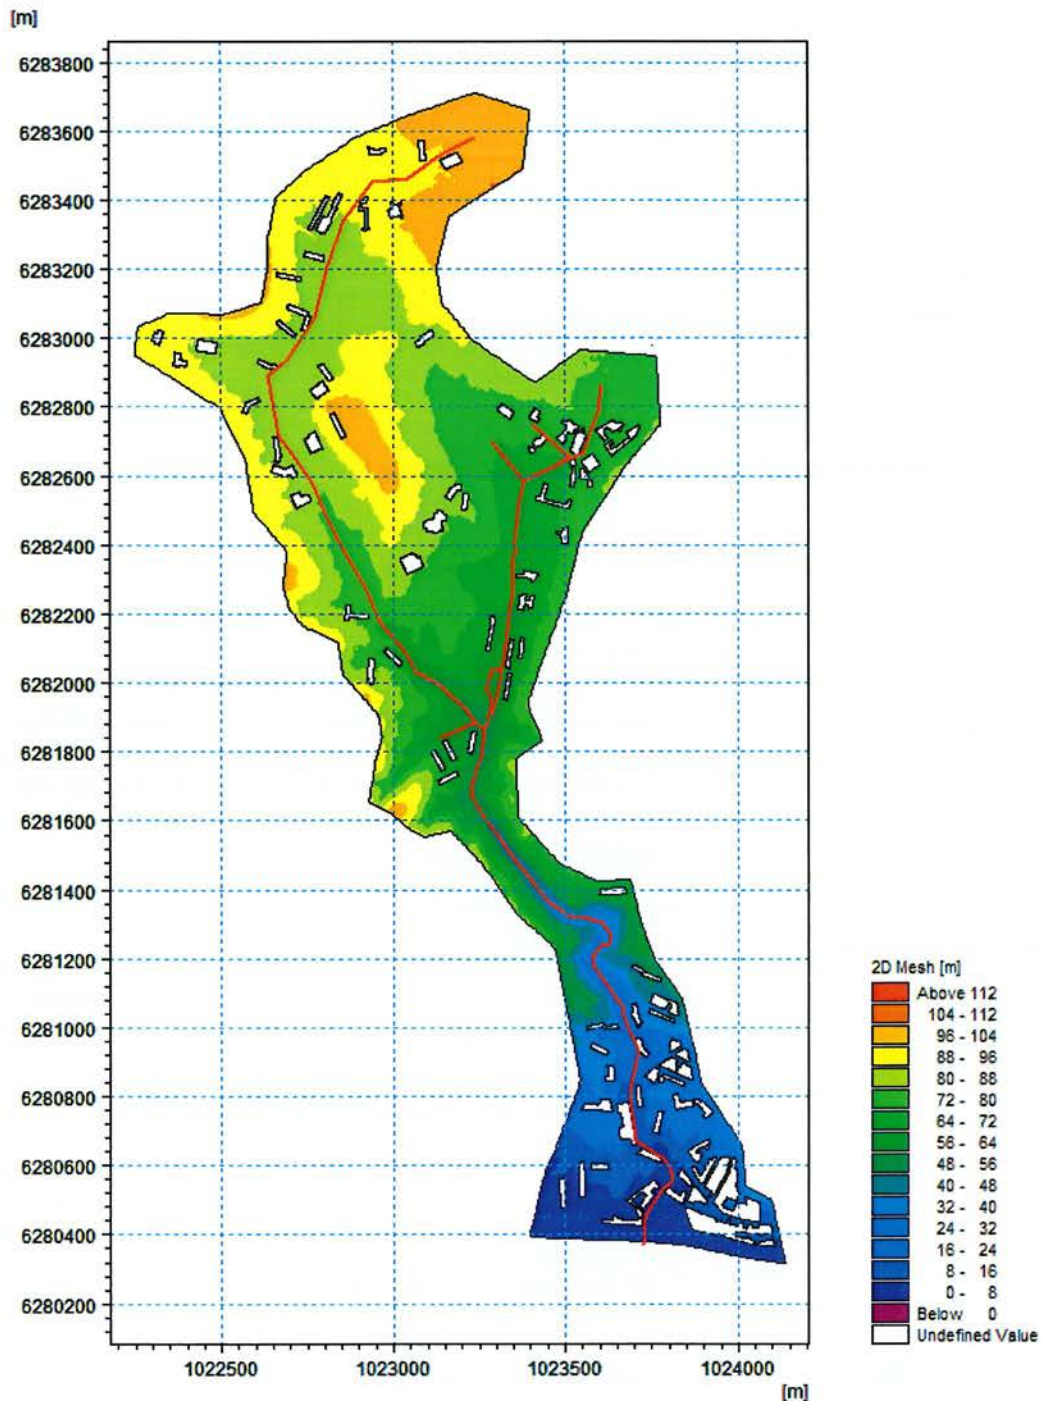 [m]
6283800
6283600
6283400
6283200
6283000
6282800
6282600
6282400
6282200
6282000
6281800
6281600
6281400
6281200
6281000
6280800
6280600
6280400
6280200
1022500 1023000 1023500 1024000
[m]
2D Mesh [m]
Above 112
104 - 112
96 - 104
88 - 96
80 - 88
72 - 80
64 - 72
56 - 64
48 - 56
40 - 48
32 - 40
24 - 32
16 - 24
8 - 16
0 - 8
Below 0
Undefined Value